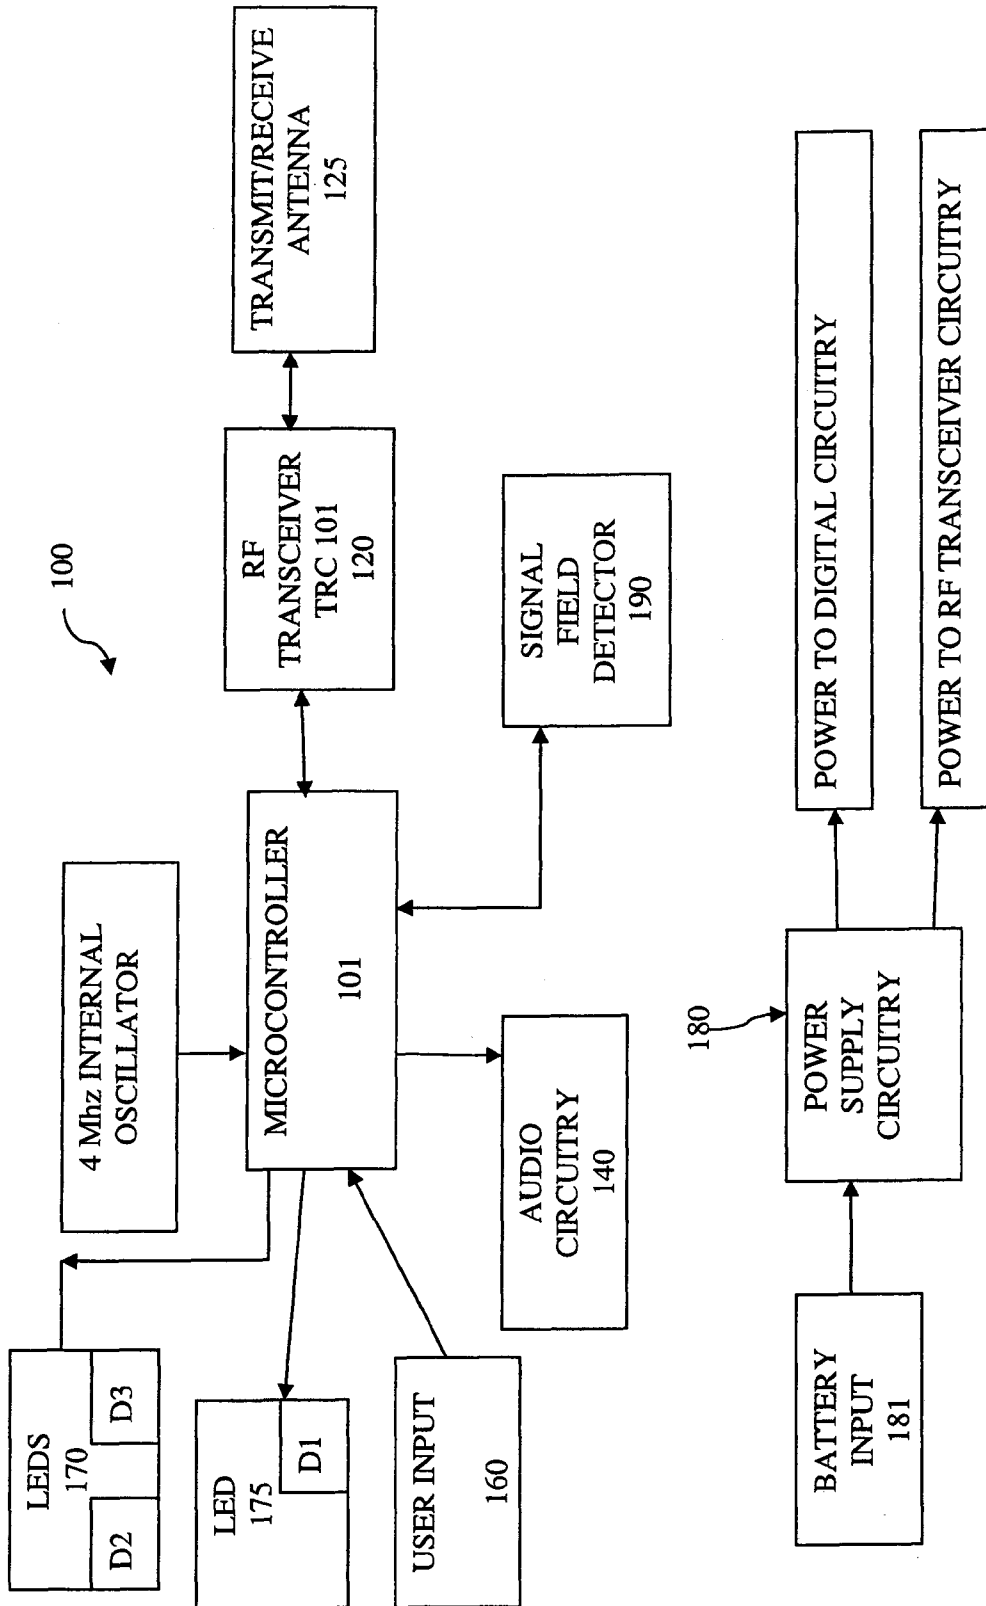 100
LEDS
170
D2
D3
4 Mhz INTERNAL
OSCILLATOR
LED
175
D1
USER INPUT
160
MICROCONTROLLER
101
RF
TRANSCEIVER
TRC 101
120
TRANSMIT/RECEIVE
ANTENNA
125
AUDIO
CIRCUITRY
140
SIGNAL
FIELD
DETECTOR
190
BATTERY
INPUT
181
180
POWER
SUPPLY
CIRCUITRY
POWER TO DIGITAL CIRCUITRY
POWER TO RF TRANSCEIVER CIRCUITRY